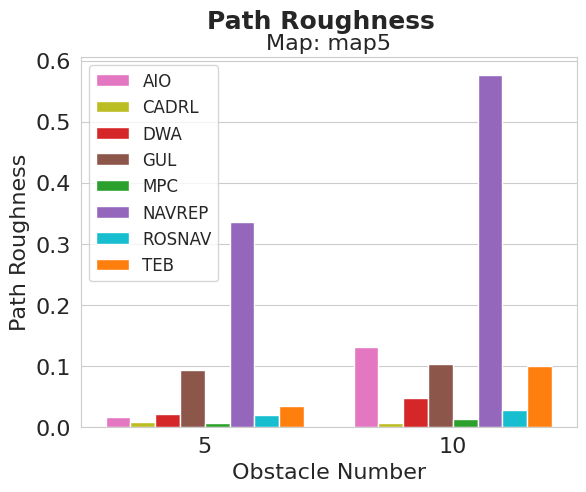 Path Roughness
Map: map5
0.6
0.5
0.4
0.3
0.2
0.1
0.0
Path Roughness
AIO
CADRL
DWA
GUL
MPC
NAVREP
ROSNAV
TEB
5
10
Obstacle Number